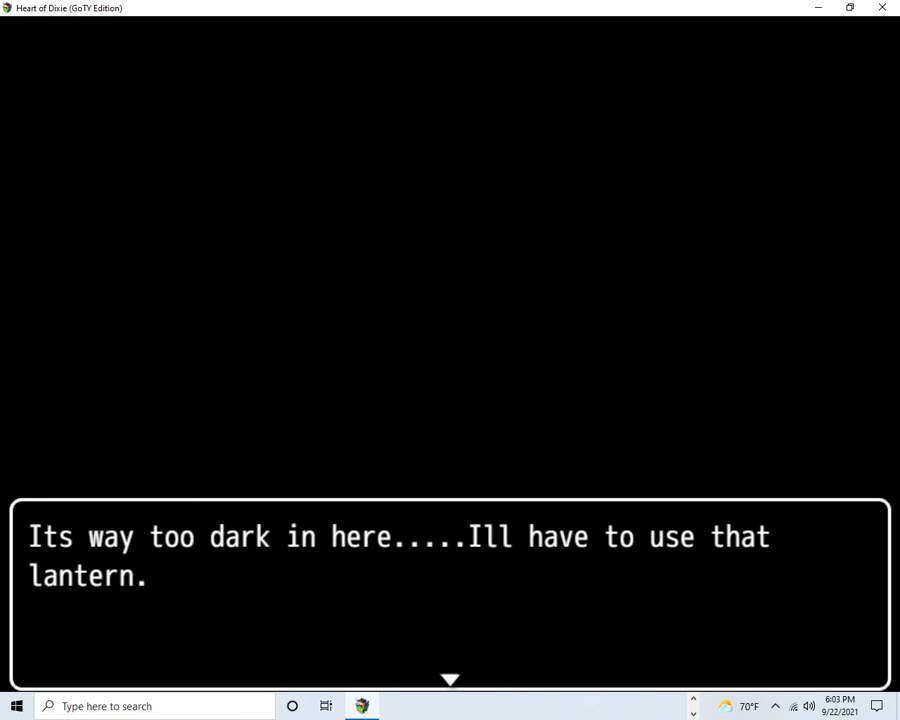 Heart of Dixie (GoTY Edition)
Its way too dark in here.....Ill have to use that
lantern.
Type here to search
70°F
6:03 PM
9/22/2021